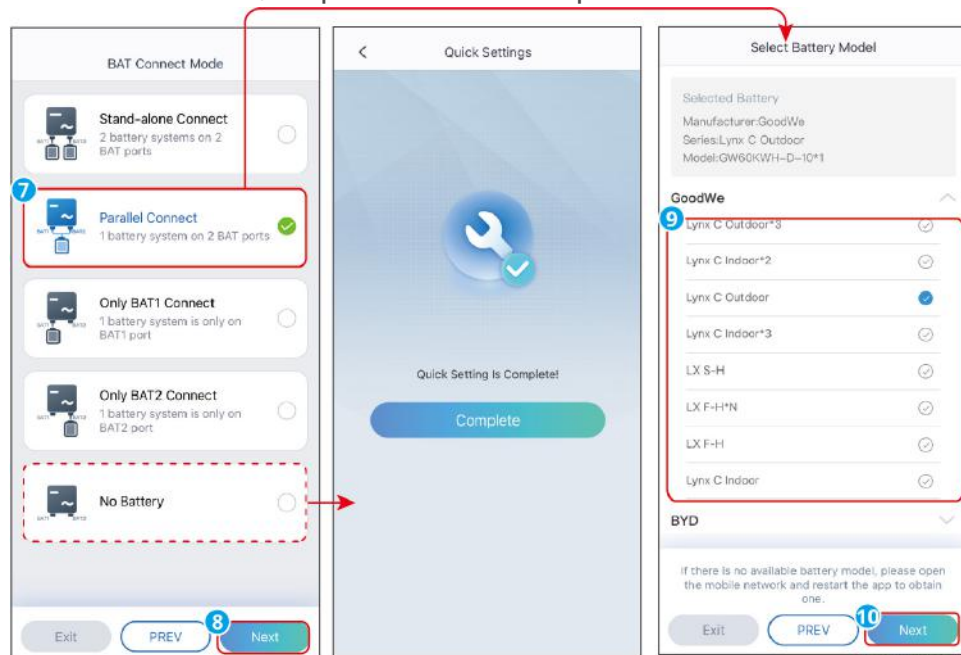 BAT Connect Mode
Stand-alone Connect
2 battery systems on 2
BAT ports
7
Parallel Connect
1 battery system on 2 BAT ports
Only BAT1 Connect
1 battery system is only on
BAT1 port
Only BAT2 Connect
1 battery system is only on
BAT2 port
No Battery
BAT1 BAT2
8
Exit
PREV
Next
Quick Settings
Quick Setting Is Complete!
Complete
Select Battery Model
Selected Battery
Manufacturer:GoodWe
Series:Lynx C Outdoor
Model:GW60KWH-D-10*1
GoodWe
9
Lynx C Outdoor*3
Lynx C Indoor*2
Lynx C Outdoor
Lynx C Indoor*3
LX S-H
LX F-H*N
LX F-H
Lynx C Indoor
BYD
If there is no available battery model, please open
the mobile network and restart the app to obtain
one.
10
Exit
PREV
Next